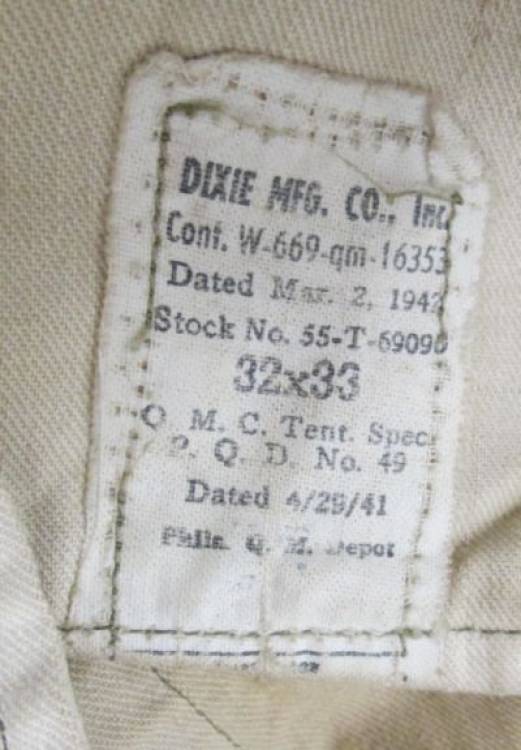 DIXIE MFG. CO., Inc
Cont. W-669-qm-16353
Dated Mar. 2, 1942
Stock No. 55-T-69090
32x33
Q. M. C. Tent. Spec.
P. Q. D. No. 49
Dated 4/29/41
Phila. Q. M. Depot